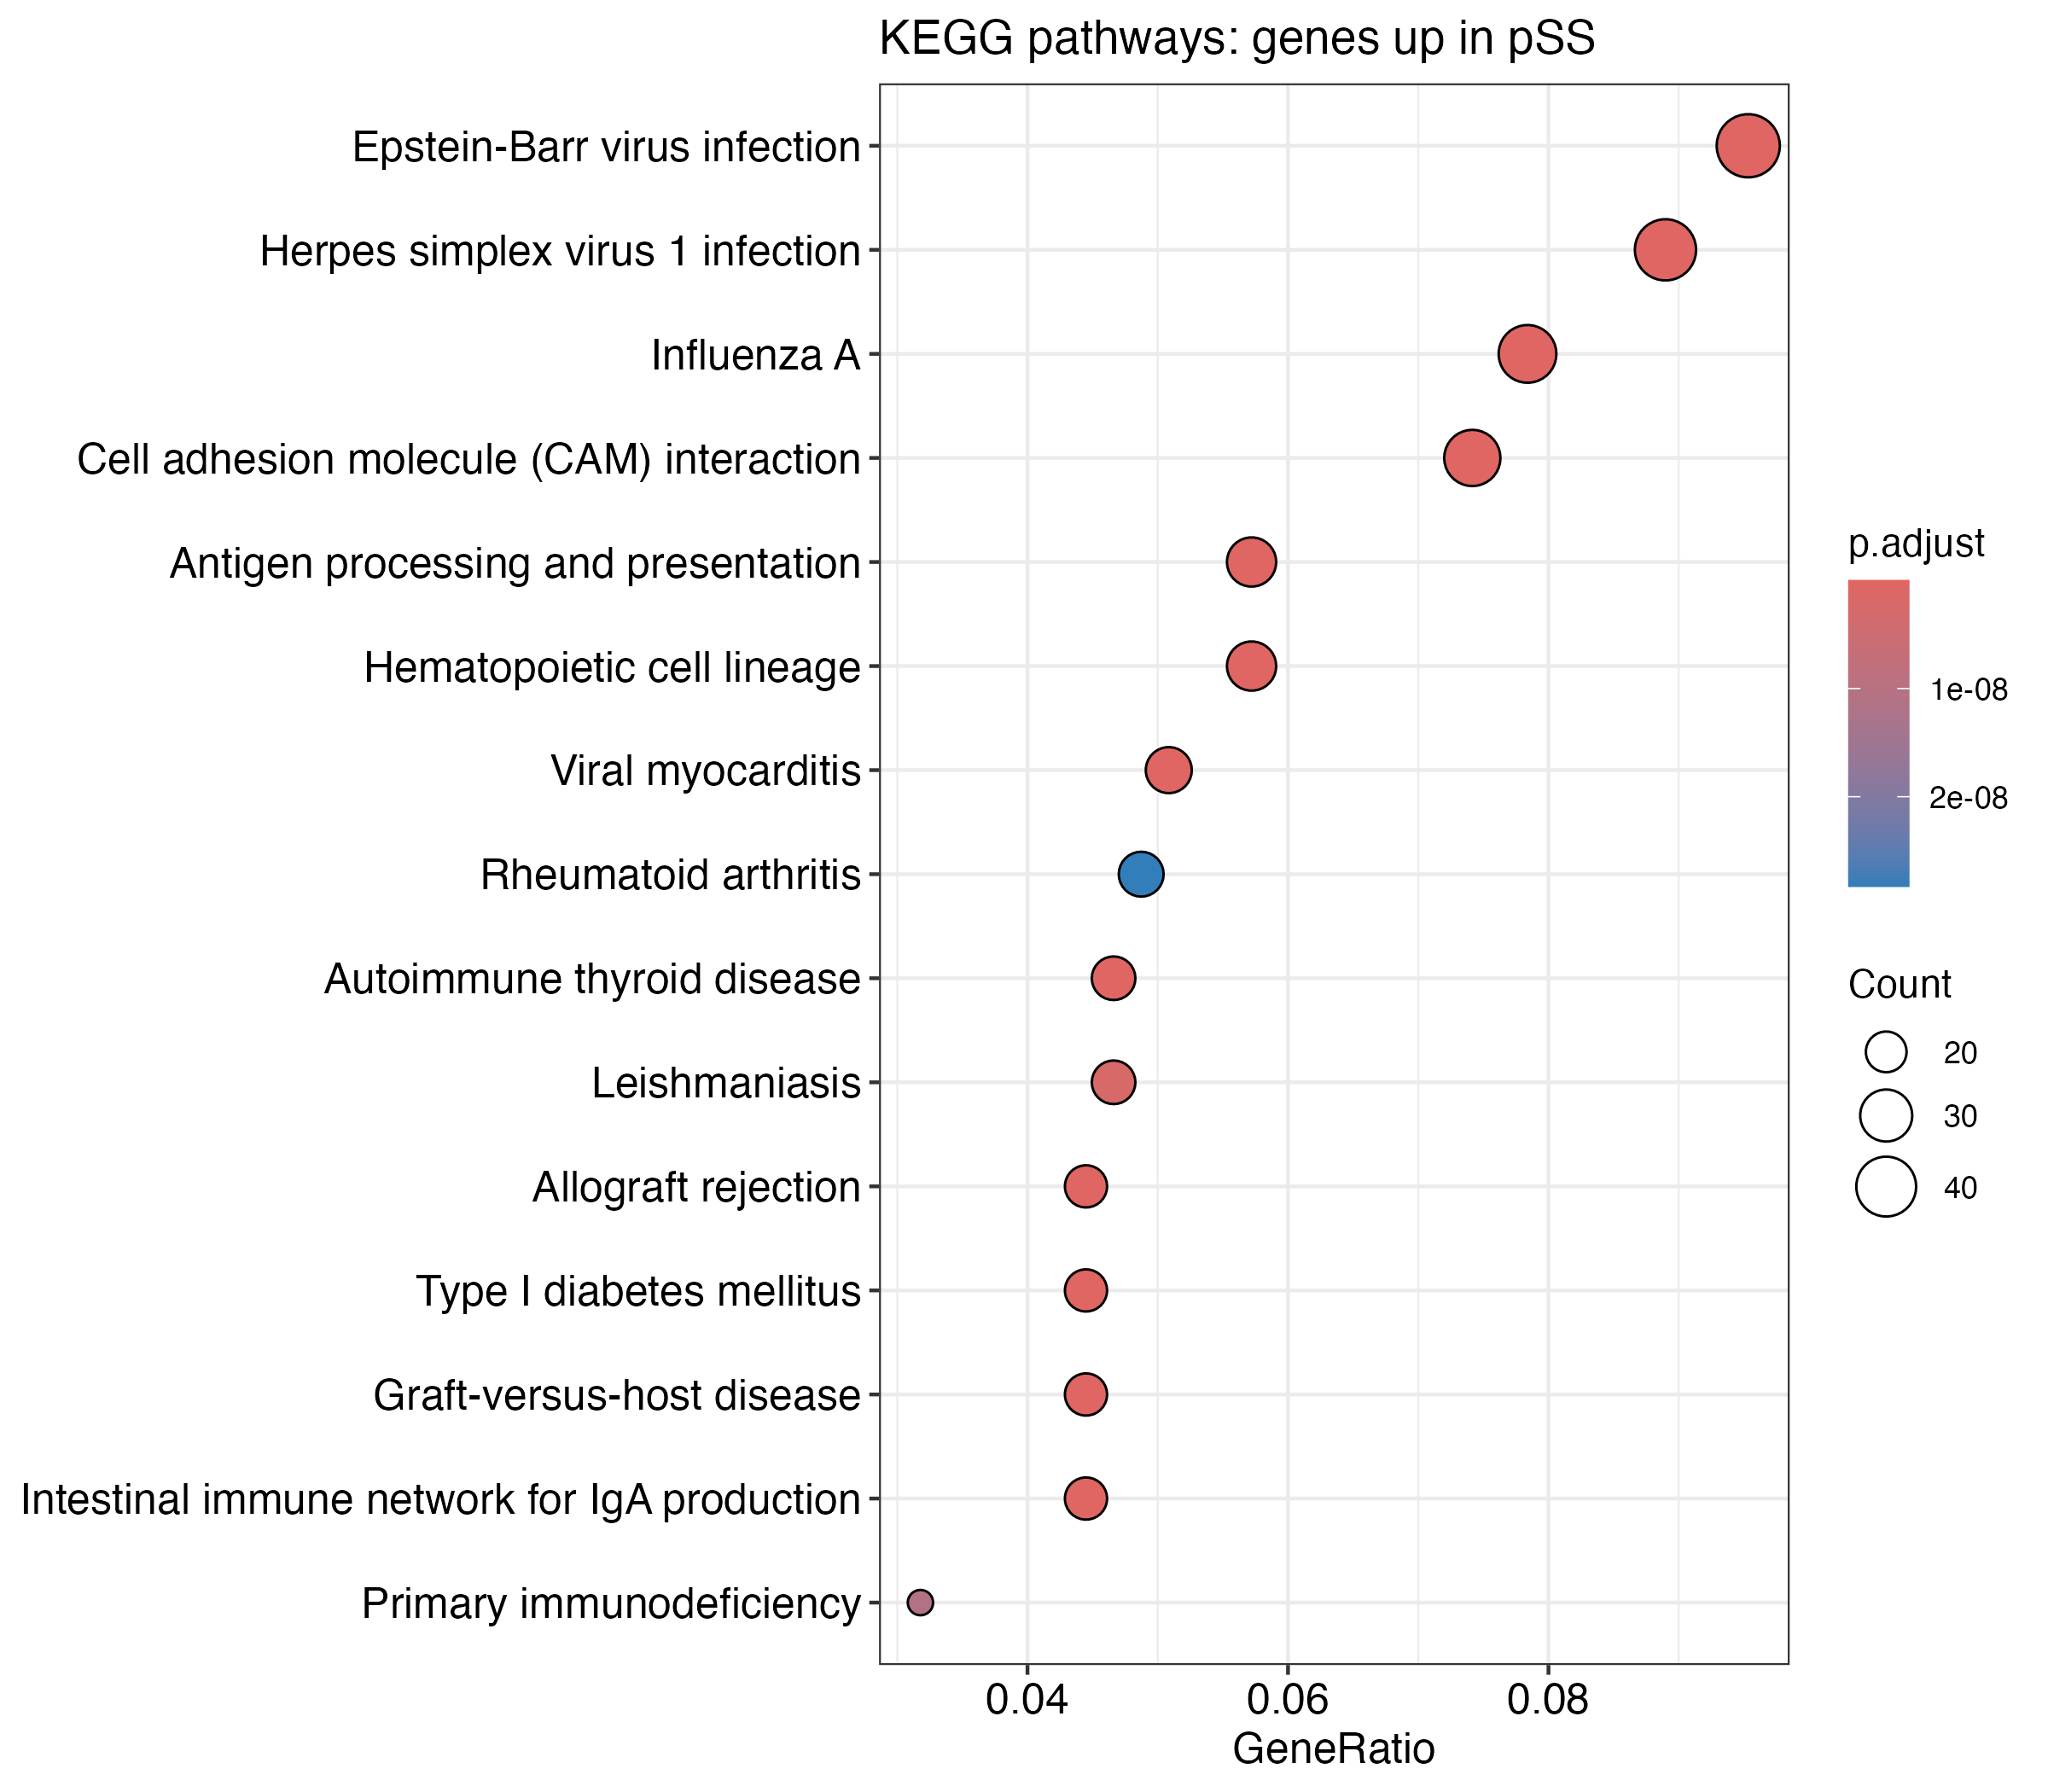 KEGG pathways: genes up in pSS
Epstein-Barr virus infection
Herpes simplex virus 1 infection
Influenza A
Cell adhesion molecule (CAM) interaction
Antigen processing and presentation
Hematopoietic cell lineage
Viral myocarditis
Rheumatoid arthritis
Autoimmune thyroid disease
Leishmaniasis
Allograft rejection
Type I diabetes mellitus
Graft-versus-host disease
Intestinal immune network for IgA production
Primary immunodeficiency
0.04 0.06 0.08
GeneRatio
p.adjust
1e-08
2e-08
Count
20
30
40